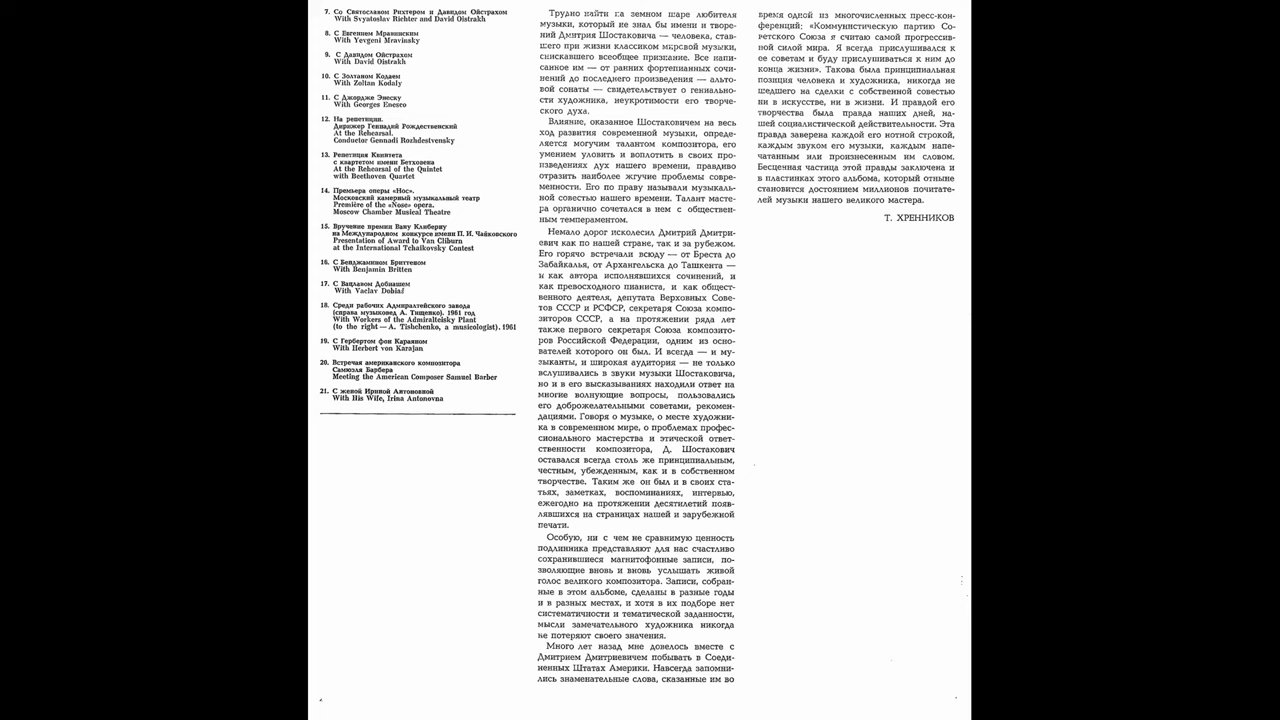 7. Со Святославом Рихтером и Давидом Ойстрахом
With Svyatoslav Richter and David Oistrakh
8. С Евгением Мравинским
With Yevgeni Mravinsky
9. С Давидом Ойстрахом
With David Oistrakh
10. С Золтаном Кодаем
With Zoltan Kodaly
11. С Джордже Энеску
With Georges Enesco
12. На репетиции.
Дирижер Геннадий Рождественский
At the Rehearsal.
Conductor Gennadi Rozhdestvensky
13. Репетиция Квинтета
с квартетом имени Бетховена
At the Rehearsal of the Quintet
with Beethoven Quartet
14. Премьера оперы «Нос».
Московский камерный музыкальный театр
Première of the «Nose» opera.
Moscow Chamber Musical Theatre
15. Вручение премии Вану Клиберну
на Международном конкурсе имени П. И. Чайковского
Presentation of Award to Van Cliburn
at the International Tchaikovsky Contest
16. С Бенджамином Бриттеном
With Benjamin Britten
17. С Вацлавом Добиашем
With Vaclav Dobiaš
18. Среди рабочих Адмиралтейского завода
(справа музыковед А. Тищенко). 1961 год
With Workers of the Admiralteisky Plant
(to the right — A. Tishchenko, a musicologist). 1961
19. С Гербертом фон Караяном
With Herbert von Karajan
20. Встреча американского композитора
Самюэля Барбера
Meeting the American Composer Samuel Barber
21. С женой Ириной Антоновной
With His Wife, Irina Antonovna
Трудно найти на земном шаре любителя
музыки, который не знал бы имени и творе-
ний Дмитрия Шостаковича — человека, став-
шего при жизни классиком мировой музыки,
снискавшего всеобщее признание. Все напи-
санное им — от ранних фортепианных сочи-
нений до последнего произведения — альто-
вой сонаты — свидетельствует о гениально-
сти художника, неукротимости его творче-
ского духа.
Влияние, оказанное Шостаковичем на весь
ход развития современной музыки, опреде-
ляется могучим талантом композитора, его
умением уловить и воплотить в своих про-
изведениях дух нашего времени, правдиво
отразить наиболее жгучие проблемы совре-
менности. Его по праву называли музыкаль-
ной совестью нашего времени. Талант масте-
ра органично сочетался в нем с обществен-
ным темпераментом.
Немало дорог исколесил Дмитрий Дмитри-
евич как по нашей стране, так и за рубежом.
Его горячо встречали всюду — от Бреста до
Забайкалья, от Архангельска до Ташкента —
и как автора исполнявшихся сочинений, и
как превосходного пианиста, и как общест-
венного деятеля, депутата Верховных Сове-
тов СССР и РСФСР, секретаря Союза компо-
зиторов СССР, а на протяжении ряда лет
также первого секретаря Союза композито-
ров Российской Федерации, одним из осно-
вателей которого он был. И всегда — и му-
зыканты, и широкая аудитория — не только
вслушивались в звуки музыки Шостаковича,
но и в его высказываниях находили ответ на
многие волнующие вопросы, пользовались
его доброжелательными советами, рекомен-
дациями. Говоря о музыке, о месте художни-
ка в современном мире, о проблемах профес-
сионального мастерства и этической ответ-
ственности композитора, Д. Шостакович
оставался всегда столь же принципиальным,
честным, убежденным, как и в собственном
творчестве. Таким же он был и в своих ста-
тьях, заметках, воспоминаниях, интервью,
ежегодно на протяжении десятилетий появ-
лявшихся на страницах нашей и зарубежной
печати.
Особую, ни с чем не сравнимую ценность
подлинника представляют для нас счастливо
сохранившиеся магнитофонные записи, по-
зволяющие вновь и вновь услышать живой
голос великого композитора. Записи, собран-
ные в этом альбоме, сделаны в разные годы
и в разных местах, и хотя в их подборе нет
систематичности и тематической заданности,
мысли замечательного художника никогда
не потеряют своего значения.
Много лет назад мне довелось вместе с
Дмитрием Дмитриевичем побывать в Соеди-
ненных Штатах Америки. Навсегда запомни-
лись знаменательные слова, сказанные им во
время одной из многочисленных пресс-кон-
ференций: «Коммунистическую партию Со-
ветского Союза я считаю самой прогрессив-
ной силой мира. Я всегда прислушивался к
ее советам и буду прислушиваться к ним до
конца жизни». Такова была принципиальная
позиция человека и художника, никогда не
шедшего на сделки с собственной совестью
ни в искусстве, ни в жизни. И правдой его
творчества была правда наших дней, на-
шей социалистической действительности. Эта
правда заверена каждой его нотной строкой,
каждым звуком его музыки, каждым напе-
чатанным или произнесенным им словом.
Бесценная частица этой правды заключена и
в пластинках этого альбома, который отныне
становится достоянием миллионов почитате-
лей музыки нашего великого мастера.
Т. ХРЕННИКОВ